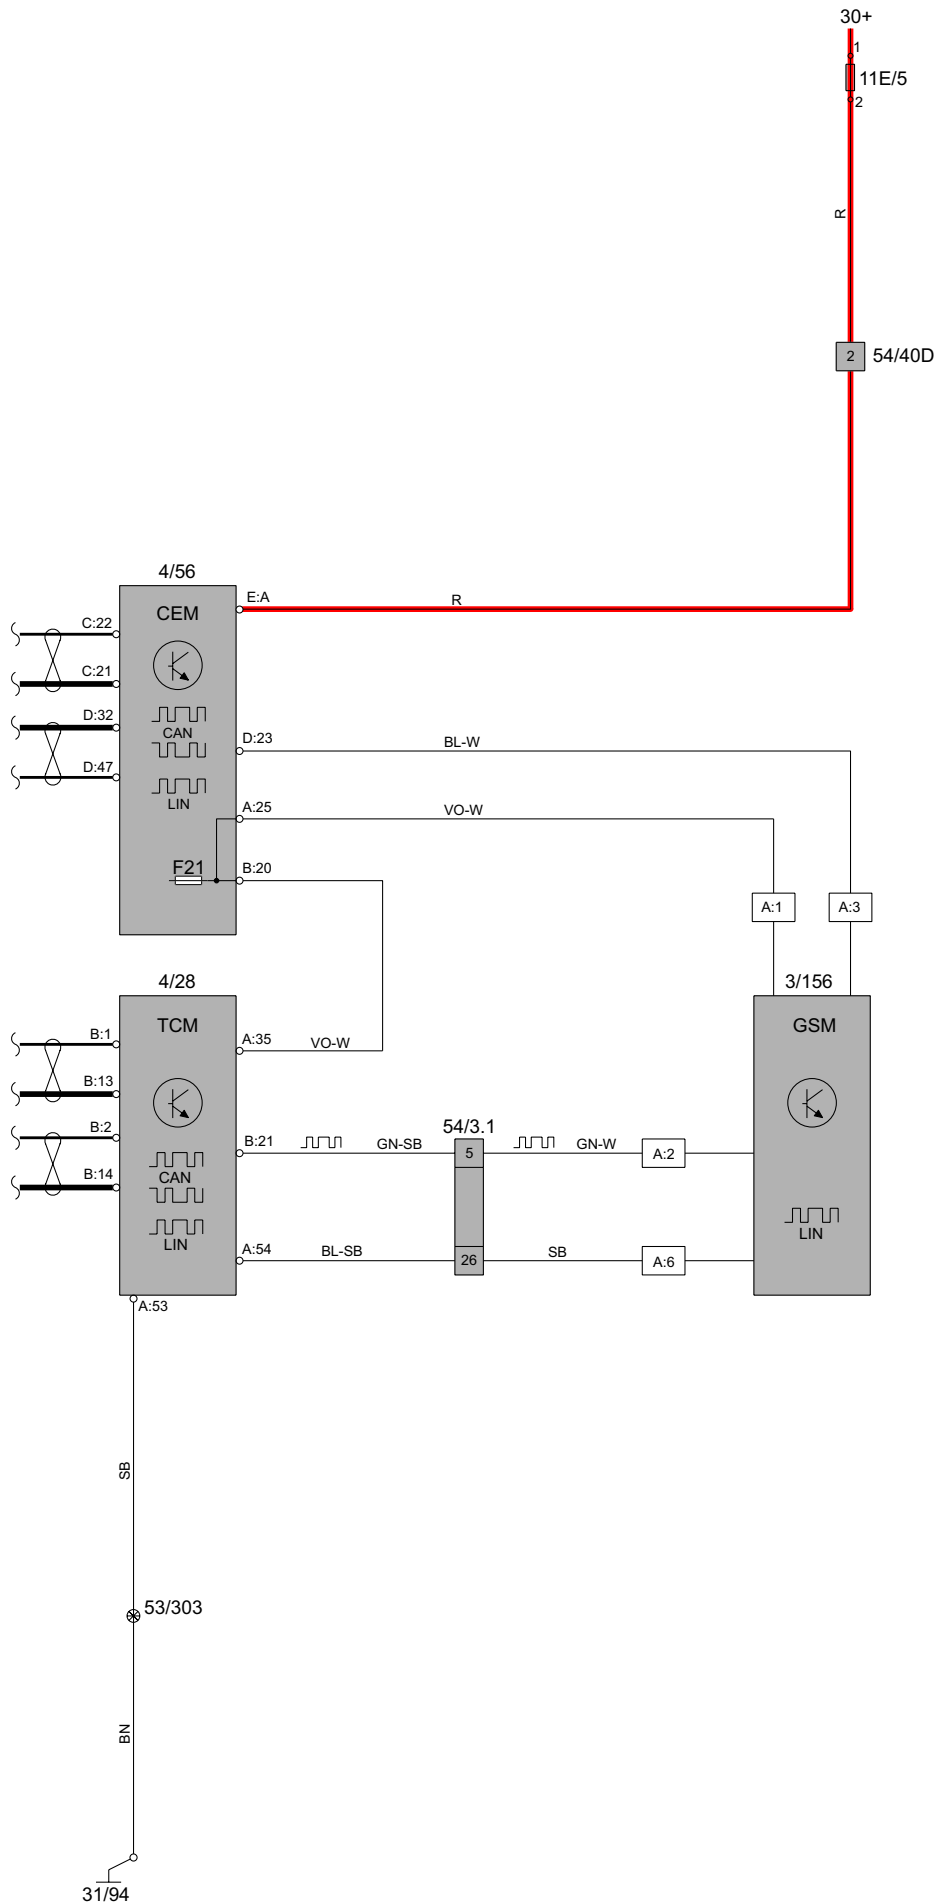 30+
1
11E/5
2
R
2
54/40D
4/56
CEM
E:A
R
C:22
C:21
D:32
CAN
D:47
LIN
D:23
BL-W
A:25
VO-W
F21
B:20
A:1
A:3
4/28
TCM
3/156
GSM
B:1
A:35
VO-W
B:13
B:2
54/3.1
B:21
GN-SB
5
GN-W
A:2
B:14
CAN
LIN
LIN
A:54
BL-SB
26
SB
A:6
A:53
SB
53/303
BN
31/94